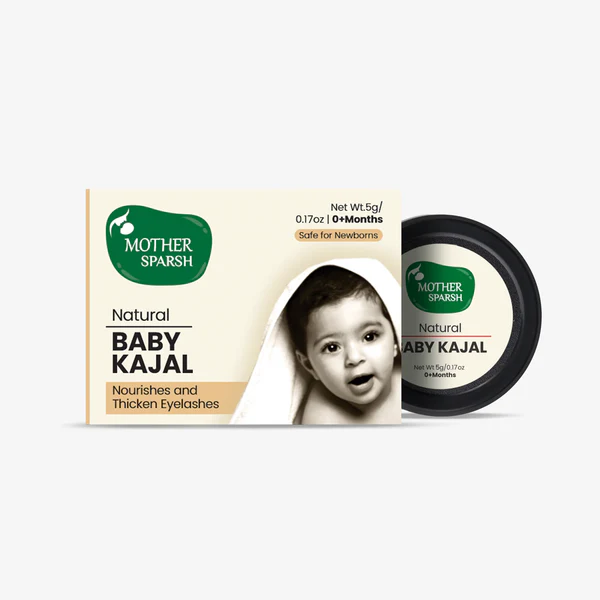 MOTHER
SPARSH
Net Wt.5g/
0.17oz | 0+Months
Safe for Newborns
Natural
BABY
KAJAL
Nourishes and
Thicken Eyelashes
MOTHER
SPARSH
Natural
ABY KAJAL
Net Wt 5g/0.17oz
0+Months